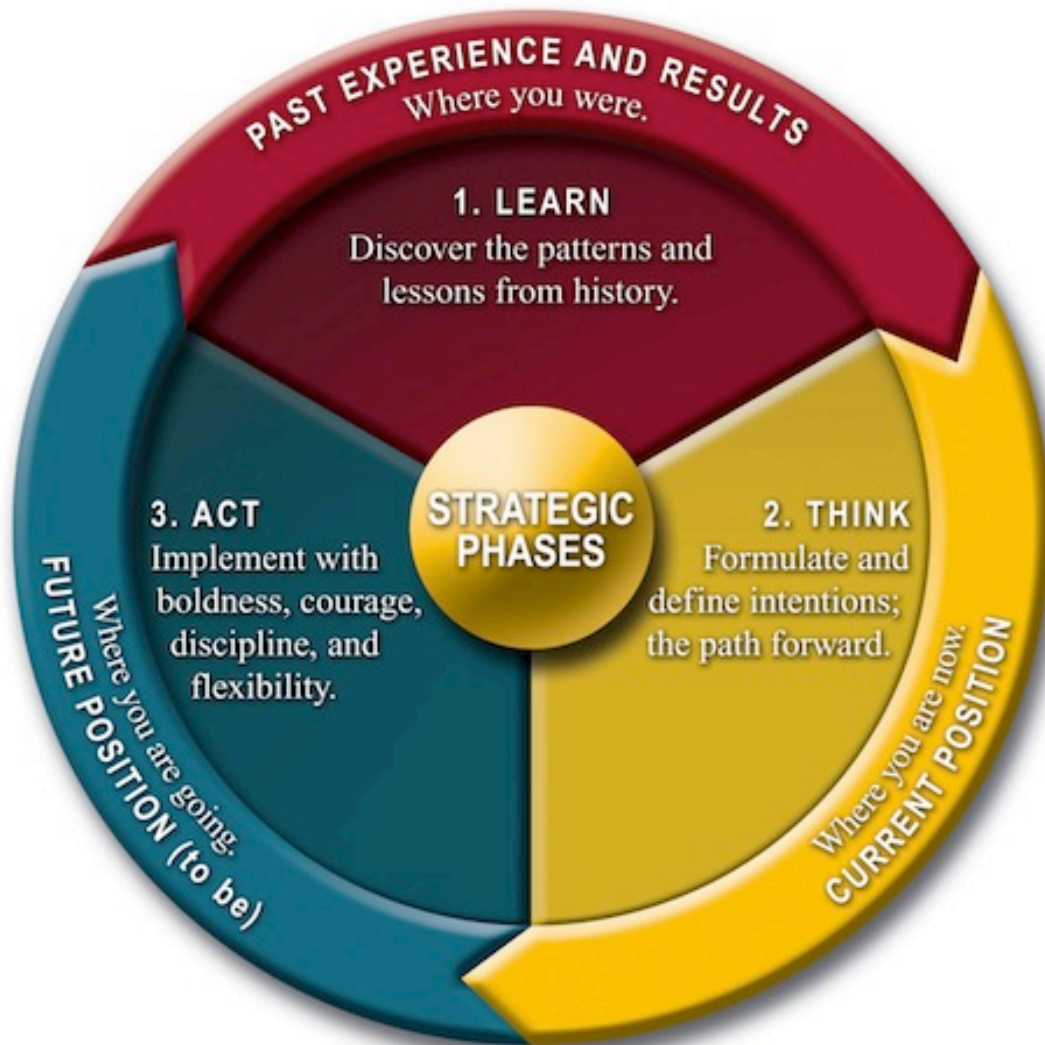 PAST EXPERIENCE AND RESULTS
Where you were.
1. LEARN
Discover the patterns and
lessons from history.
STRATEGIC
PHASES
2. THINK
Formulate and
define intentions;
the path forward.
Where you are now.
CURRENT POSITION
3. ACT
Implement with
boldness, courage,
discipline, and
flexibility.
Where you are going.
FUTURE POSITION (to be)